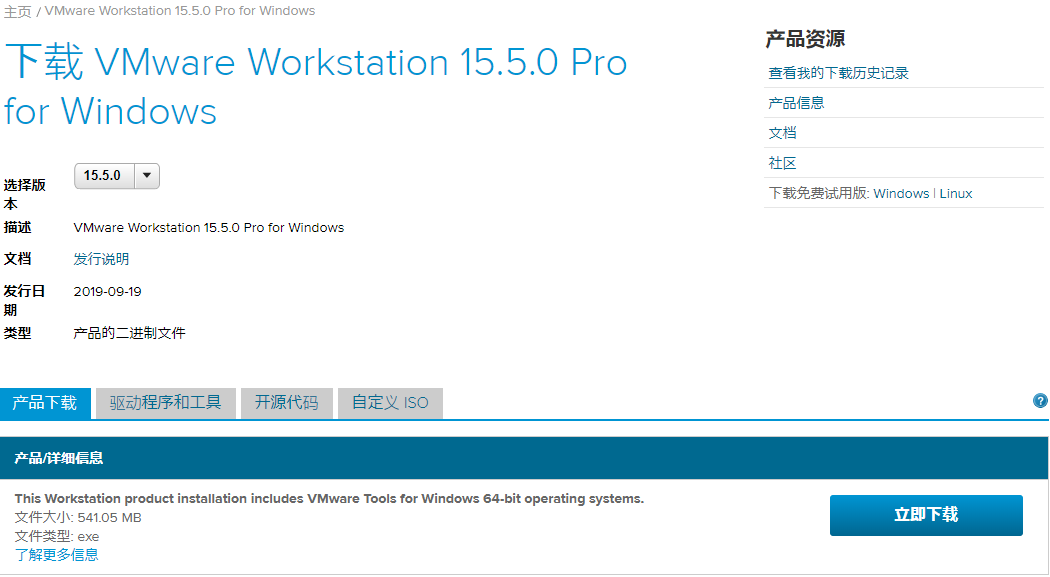 主页 / VMware Workstation 15.5.0 Pro for Windows
下载 VMware Workstation 15.5.0 Pro
for Windows
选择版
本
15.5.0
描述
VMware Workstation 15.5.0 Pro for Windows
文档
发行说明
发行日
期
2019-09-19
类型
产品的二进制文件
产品资源
查看我的下载历史记录
产品信息
文档
社区
下载免费试用版: Windows | Linux
产品下载
驱动程序和工具
开源代码
自定义 ISO
?
产品/详细信息
This Workstation product installation includes VMware Tools for Windows 64-bit operating systems.
文件大小: 541.05 MB
文件类型: exe
了解更多信息
立即下载